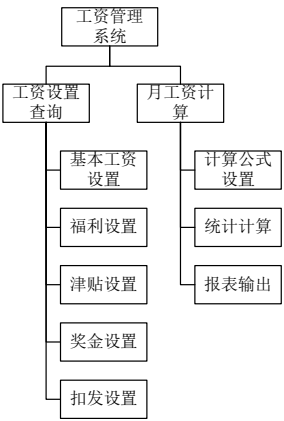 工资管理
系统
工资设置
查询
月工资计
算
基本工资
设置
计算公式
设置
福利设置
统计计算
津贴设置
报表输出
奖金设置
扣发设置